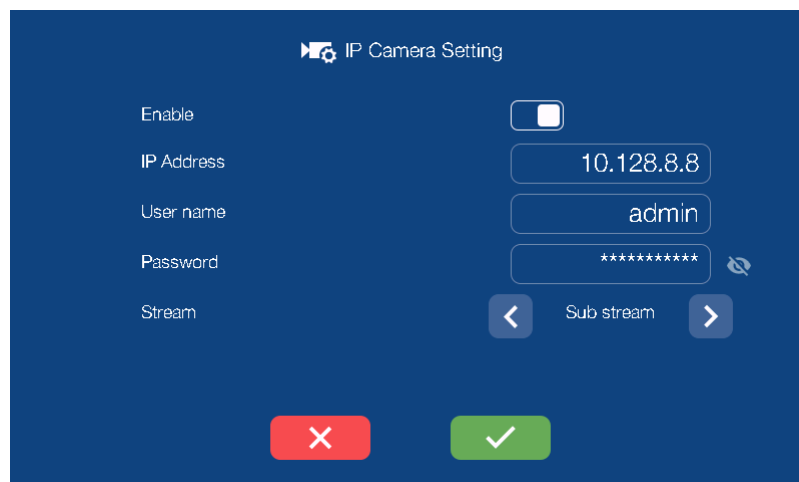 IP Camera Setting
Enable
IP Address 10.128.8.8
User name admin
Password ***********
Stream Sub stream